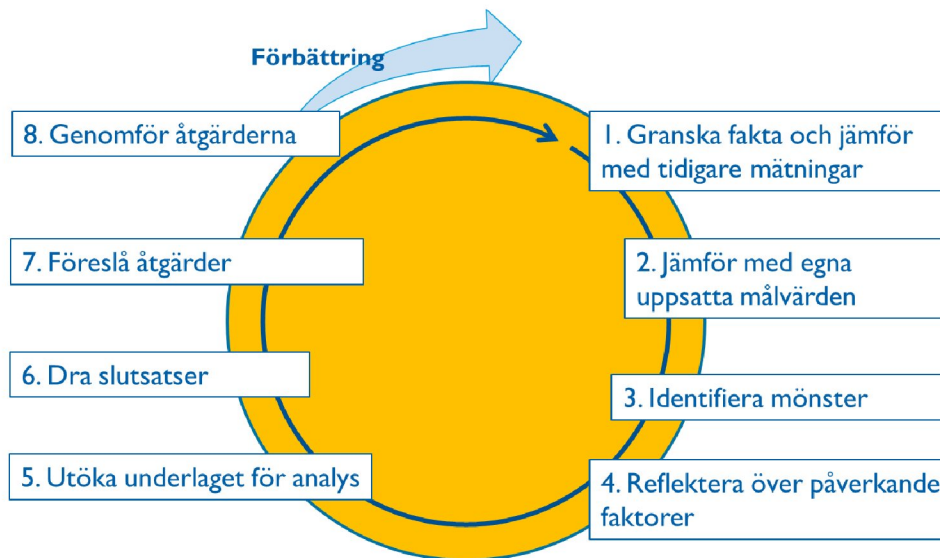 Förbättring
1. Granska fakta och jämför
med tidigare mätningar
2. Jämför med egna
uppsatta målvärden
3. Identifiera mönster
4. Reflektera över påverkande
faktorer
5. Utöka underlaget för analys
6. Dra slutsatser
7. Föreslå åtgärder
8. Genomför åtgärderna